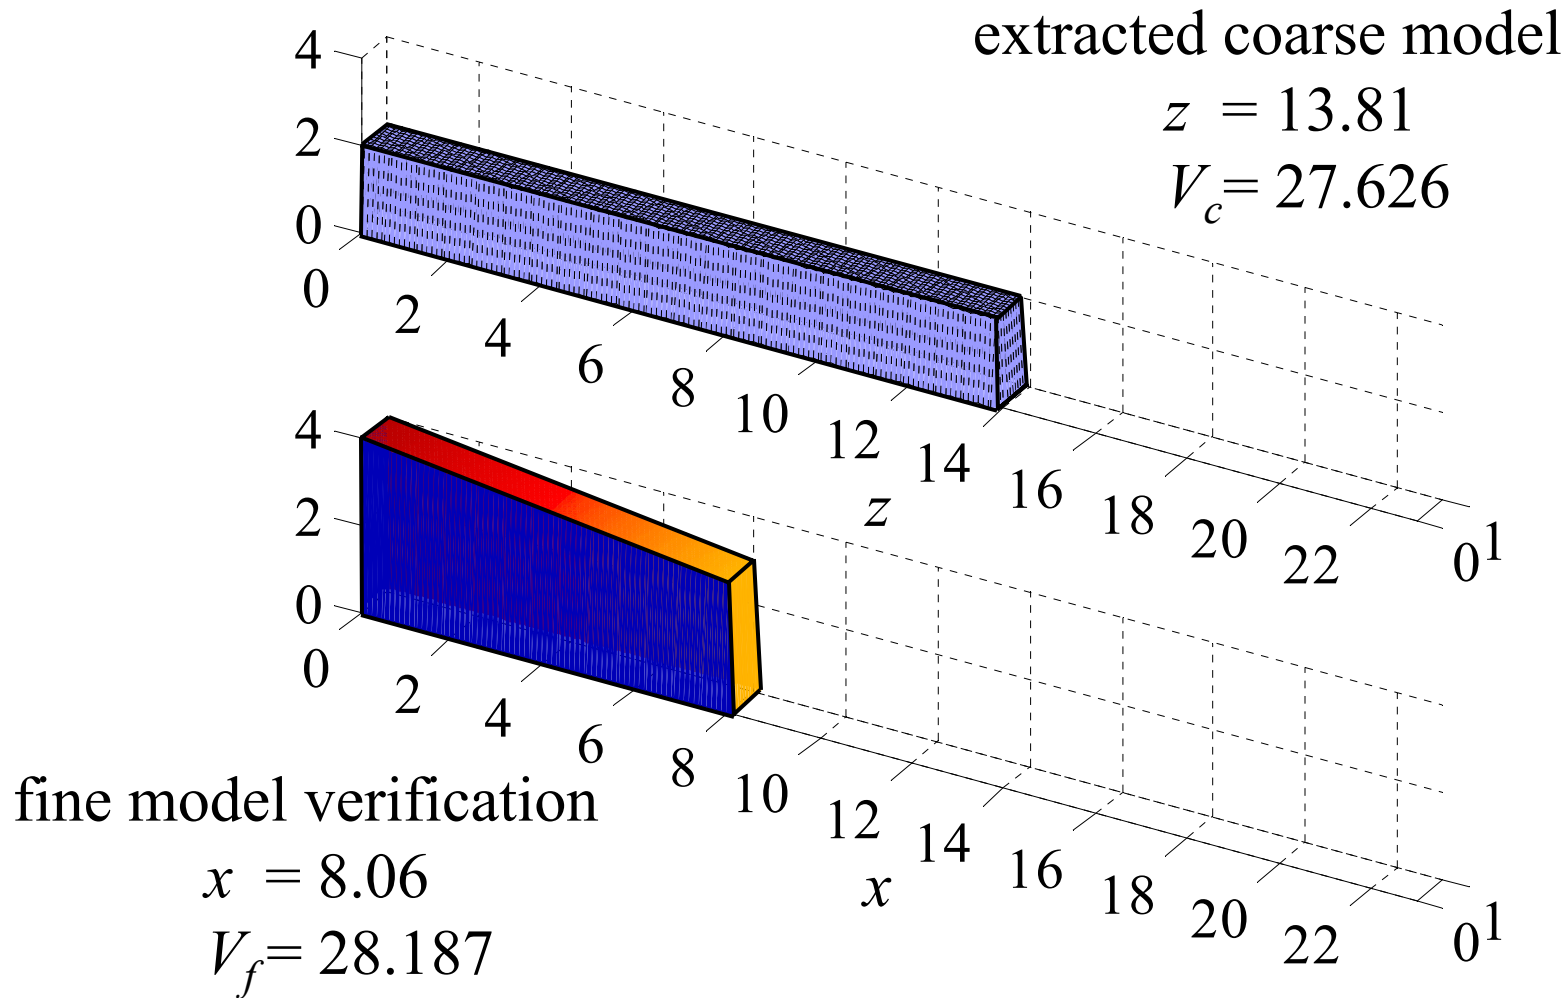 extracted coarse model
z = 13.81
V_c = 27.626
4
2
0
0 2 4 6 8 10 12 14 16 18 20 22 0 1
z
4
2
0
0 2 4 6 8 10 12 14 16 18 20 22 0 1
x
fine model verification
x = 8.06
V_f = 28.187